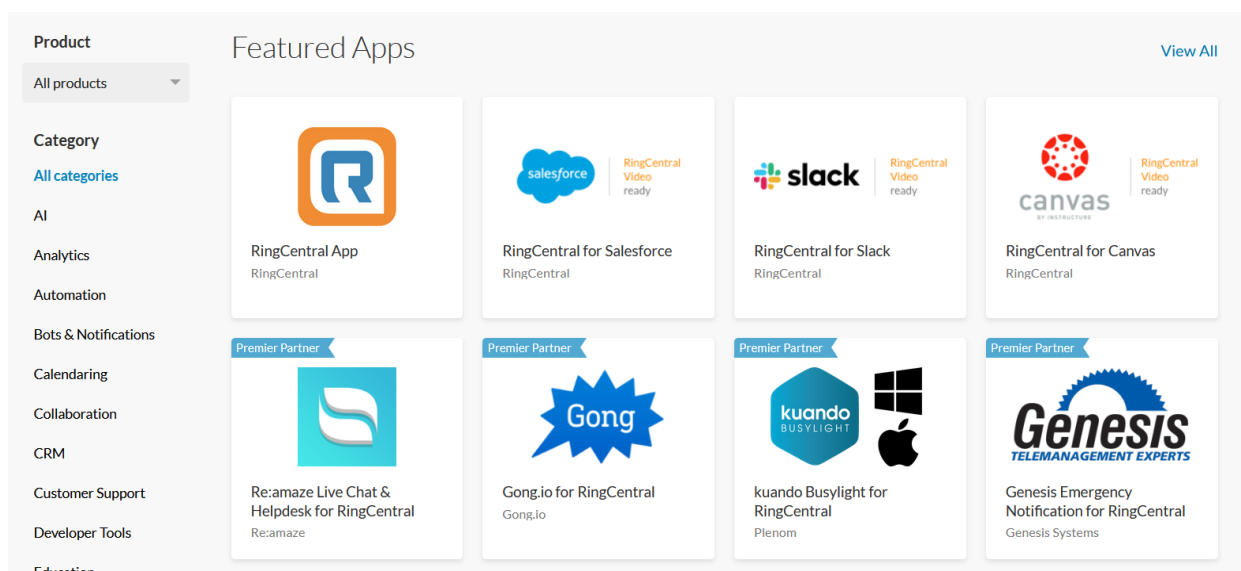 Product
All products
Category
All categories
AI
Analytics
Automation
Bots & Notifications
Calendaring
Collaboration
CRM
Customer Support
Developer Tools
Education
Featured Apps
View All
R
RingCentral App
RingCentral
salesforce
RingCentral
Video
ready
RingCentral for Salesforce
RingCentral
slack
RingCentral
Video
ready
RingCentral for Slack
RingCentral
canvas
BY INSTRUCTURE
RingCentral
Video
ready
RingCentral for Canvas
RingCentral
Premier Partner
Re:amaze Live Chat &
Helpdesk for RingCentral
Re:amaze
Premier Partner
Gong
Gong.io for RingCentral
Gong.io
Premier Partner
kuando
BUSYLIGHT
kuando Busylight for
RingCentral
Plenom
Premier Partner
Genesis
TELEMANAGEMENT EXPERTS
Genesis Emergency
Notification for RingCentral
Genesis Systems